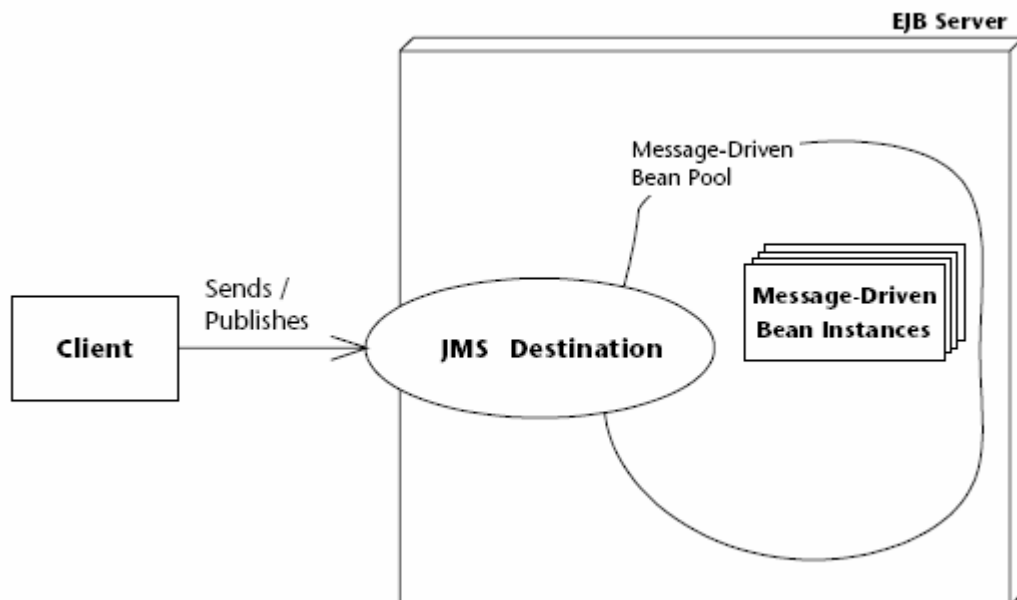 EJB Server
Message-Driven
Bean Pool
Sends /
Publishes
Client
JMS Destination
Message-Driven
Bean Instances